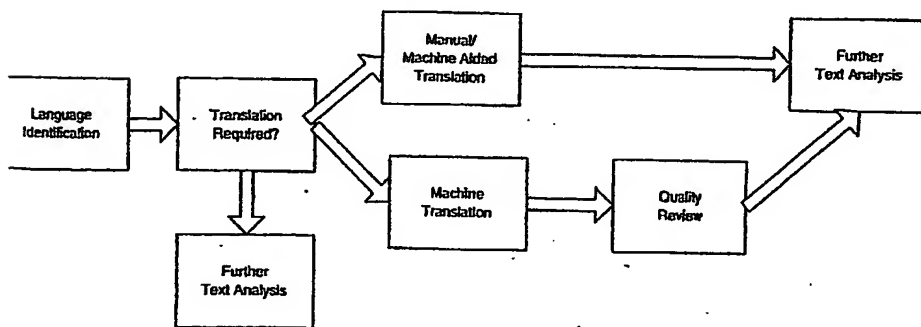 Manual/
Machine Aided
Translation
Further
Text Analysis
Language
Identification
Translation
Required?
Machine
Translation
Quality
Review
Further
Text Analysis